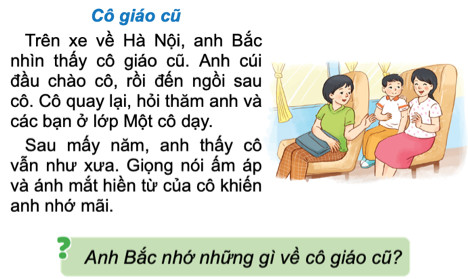 Cô giáo cũ
Trên xe về Hà Nội, anh Bắc
nhìn thấy cô giáo cũ. Anh cúi
đầu chào cô, rồi đến ngồi sau
cô. Cô quay lại, hỏi thăm anh và
các bạn ở lớp Một cô dạy.
Sau mấy năm, anh thấy cô
vẫn như xưa. Giọng nói ấm áp
và ánh mắt hiền từ của cô khiến
anh nhớ mãi.
? Anh Bắc nhớ những gì về cô giáo cũ?